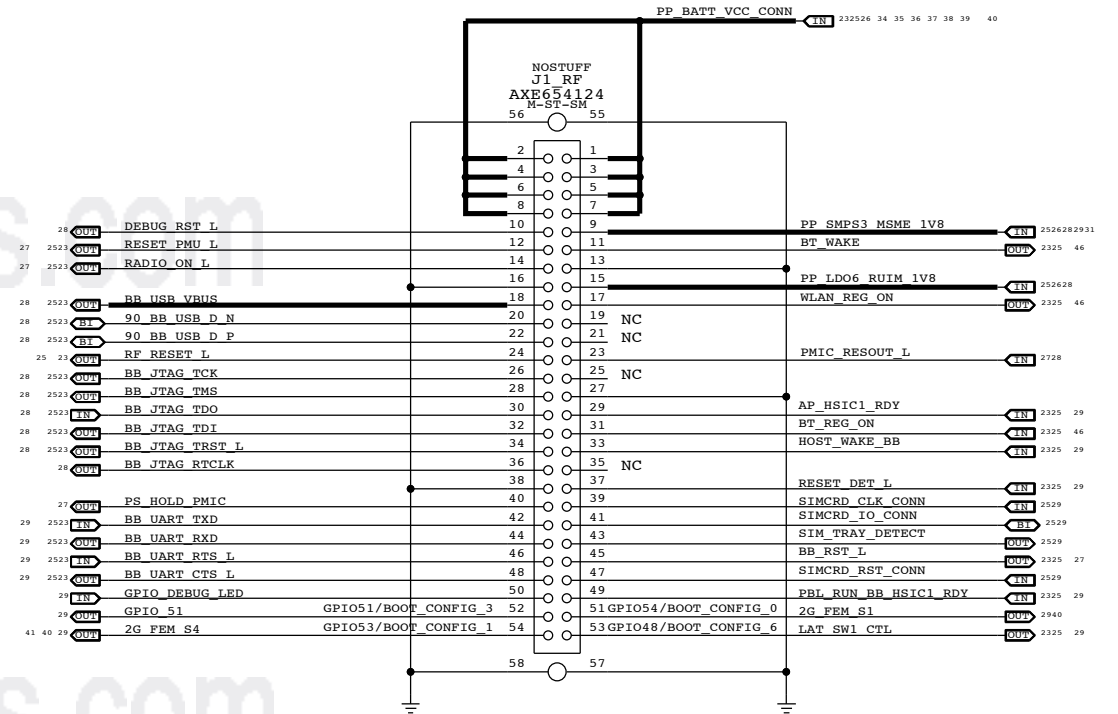 PP_BATT_VCC_CONN
IN 232526 34 35 36 37 38 39 40
NOSTUFF
J1_RF
AXE654124
M-ST-SM
56 55
2 1
4 3
6 5
8 7
28 OUT DEBUG_RST_L 10 9 PP_SMPS3_MSME_1V8 IN 2526282931
27 2523 OUT RESET_PMU_L 12 11 BT_WAKE OUT 2325 46
27 2523 OUT RADIO_ON_L 14 13
16 15 PP_LDO6_RUIM_1V8 IN 252628
28 2523 OUT BB_USB_VBUS 18 17 WLAN_REG_ON OUT 2325 46
28 2523 BI 90_BB_USB_D_N 20 19 NC
28 2523 BI 90_BB_USB_D_P 22 21 NC
25 23 OUT RF_RESET_L 24 23 PMIC_RESOUT_L IN 2728
28 2523 OUT BB_JTAG_TCK 26 25 NC
28 2523 OUT BB_JTAG_TMS 28 27
28 2523 IN BB_JTAG_TDO 30 29 AP_HSIC1_RDY IN 2325 29
28 2523 OUT BB_JTAG_TDI 32 31 BT_REG_ON IN 2325 46
28 2523 OUT BB_JTAG_TRST_L 34 33 HOST_WAKE_BB IN 2325 29
28 OUT BB_JTAG_RTCLK 36 35 NC
38 37 RESET_DET_L IN 2325 29
27 OUT PS_HOLD_PMIC 40 39 SIMCRD_CLK_CONN IN 2529
29 2523 IN BB_UART_TXD 42 41 SIMCRD_IO_CONN BI 2529
29 2523 OUT BB_UART_RXD 44 43 SIM_TRAY_DETECT OUT 2529
29 2523 IN BB_UART_RTS_L 46 45 BB_RST_L OUT 2325 27
29 2523 OUT BB_UART_CTS_L 48 47 SIMCRD_RST_CONN IN 2529
29 IN GPIO_DEBUG_LED 50 49 PBL_RUN_BB_HSIC1_RDY IN 2325 29
29 OUT GPIO_51 GPIO51/BOOT_CONFIG_3 52 51 GPIO54/BOOT_CONFIG_0 2G_FEM_S1 OUT 2940
41 40 29 OUT 2G_FEM_S4 GPIO53/BOOT_CONFIG_1 54 53 GPIO48/BOOT_CONFIG_6 LAT_SW1_CTL OUT 2325 29
58 57
s.com
s.com